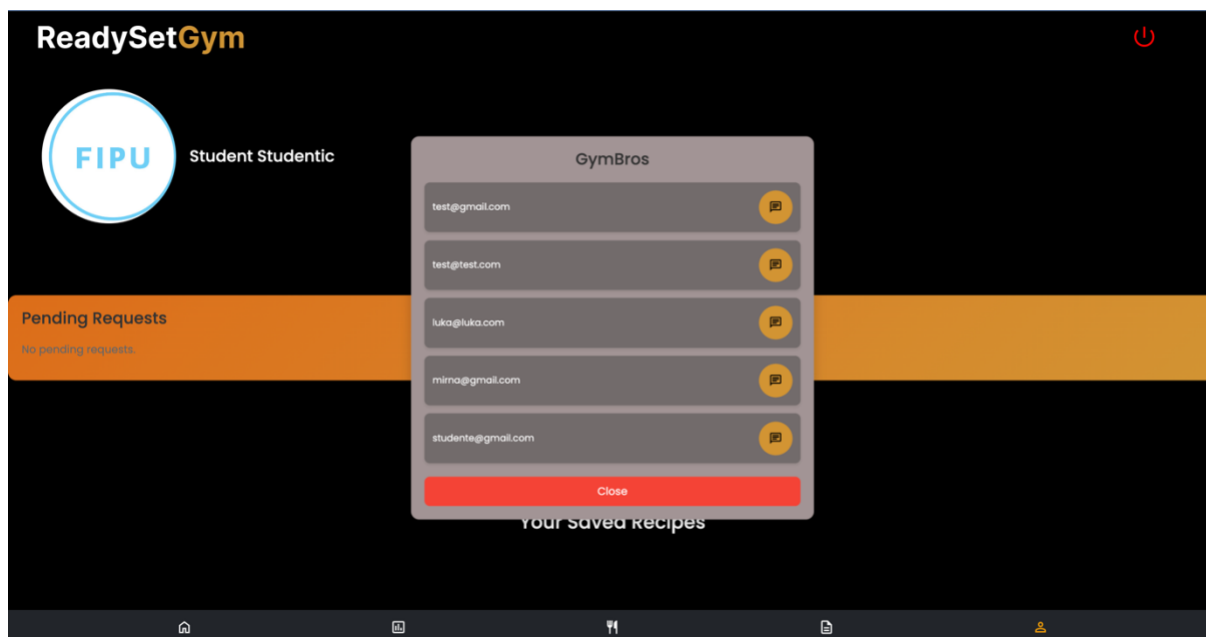 ReadySetGym
FIPU
Student Studentic
GymBros
test@gmail.com
test@test.com
luka@luka.com
mirna@gmail.com
studente@gmail.com
Close
Pending Requests
No pending requests.
Your Saved Recipes